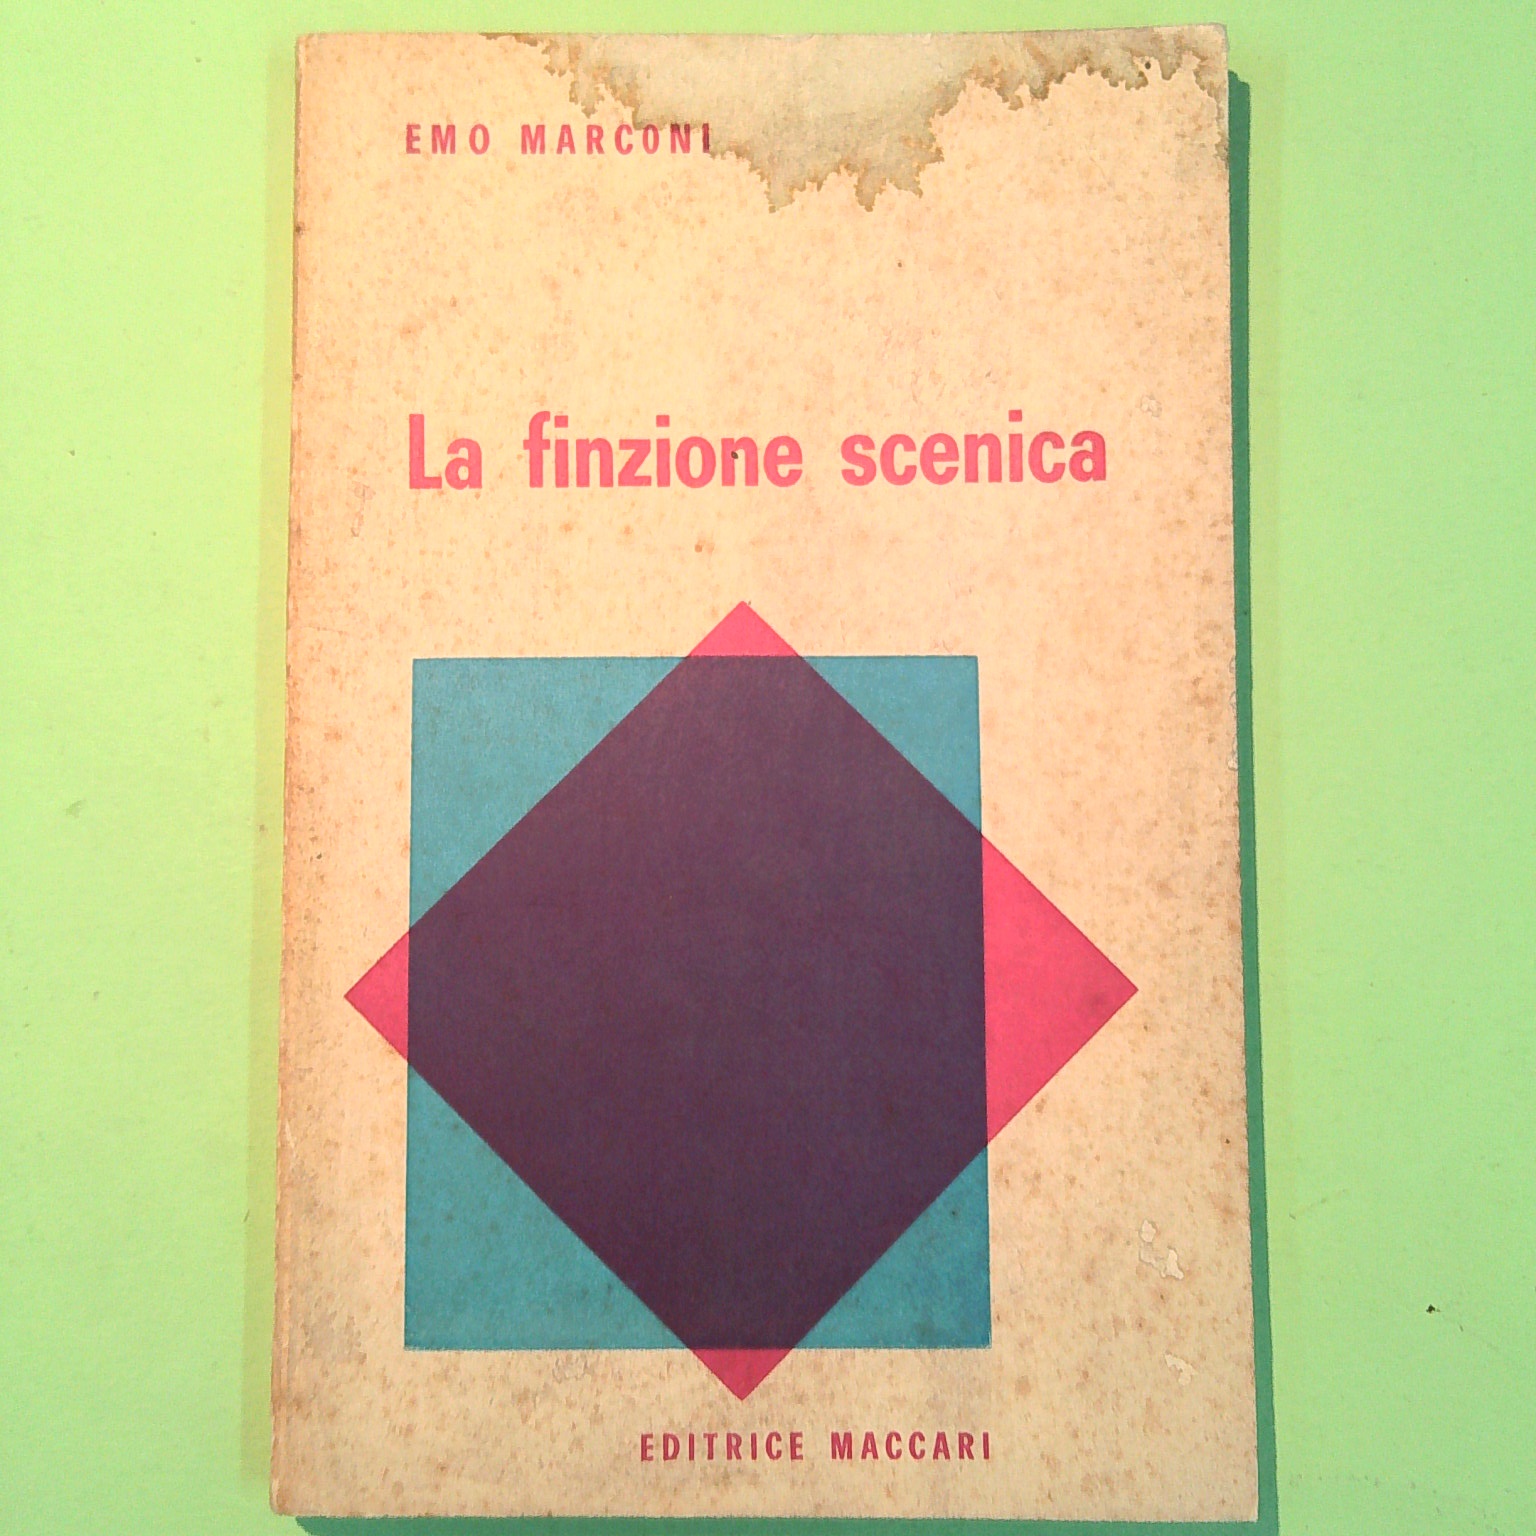 EMO MARCONI
La finzione scenica
EDITRICE MACCARI